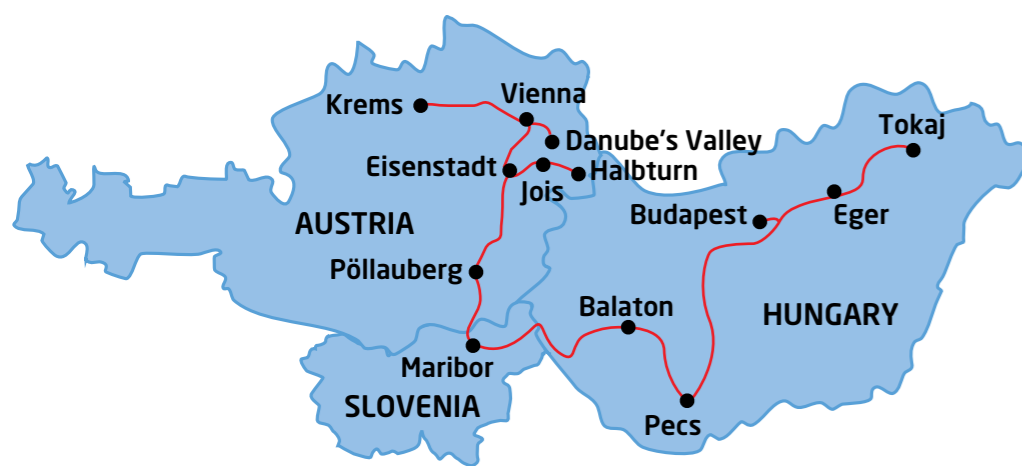 Krems
Vienna
Danube's Valley
Tokaj
Eisenstadt
Halbturn
Jois
Budapest
Eger
AUSTRIA
Pöllauberg
Balaton
HUNGARY
Maribor
SLOVENIA
Pecs